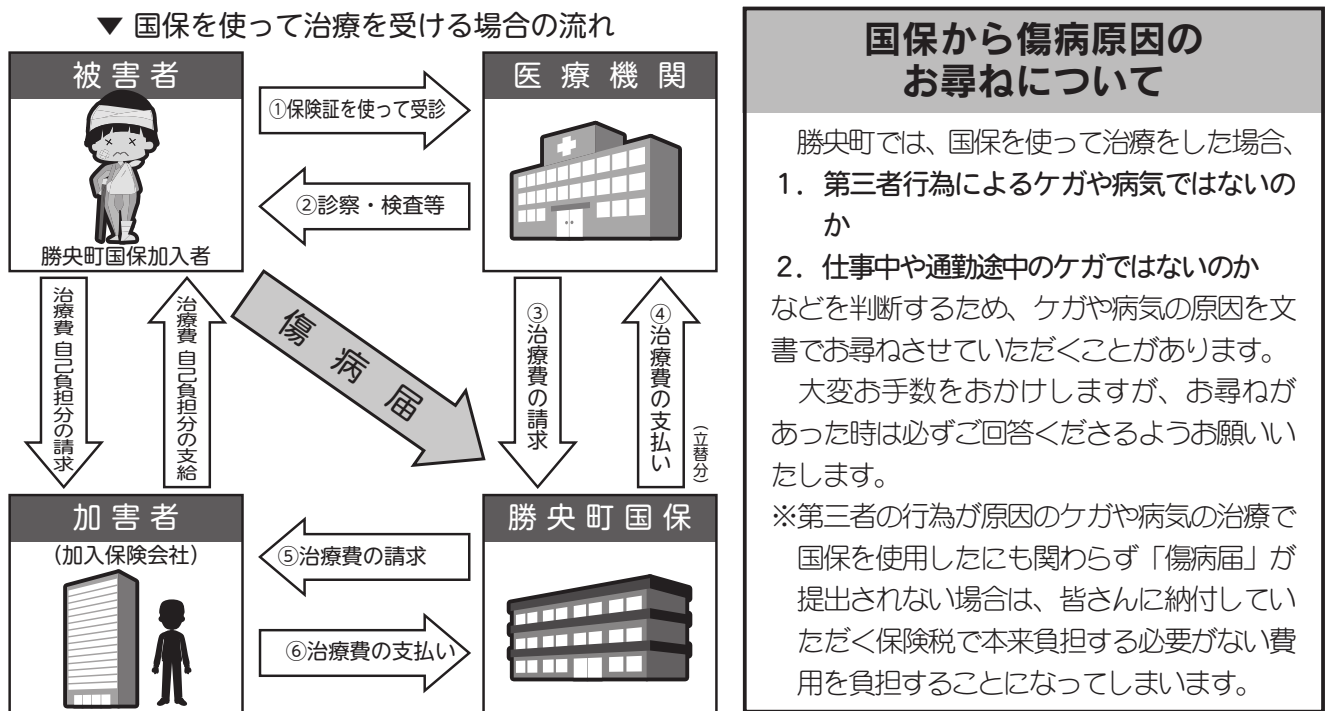 ▼ 国保を使って治療を受ける場合の流れ
被害者
勝央町国保加入者
①保険証を使って受診
②診察・検査等
医療機関
治療費 自己負担分の請求
治療費 自己負担分の支給
傷病届
③治療費の請求
④治療費の支払い
(立替分)
加害者
(加入保険会社)
⑤治療費の請求
⑥治療費の支払い
勝央町国保
国保から傷病原因の
お尋ねについて
勝央町では、国保を使って治療をした場合、
1. 第三者行為によるケガや病気ではないの
か
2. 仕事中や通勤途中のケガではないのか
などを判断するため、ケガや病気の原因を文
書でお尋ねさせていただくことがあります。
大変お手数をおかけしますが、お尋ねが
あった時は必ずご回答くださるようお願いい
たします。
※第三者の行為が原因のケガや病気の治療で
国保を使用したにも関わらず「傷病届」が
提出されない場合は、皆さんに納付してい
ただく保険税で本来負担する必要がない費
用を負担することになってしまいます。